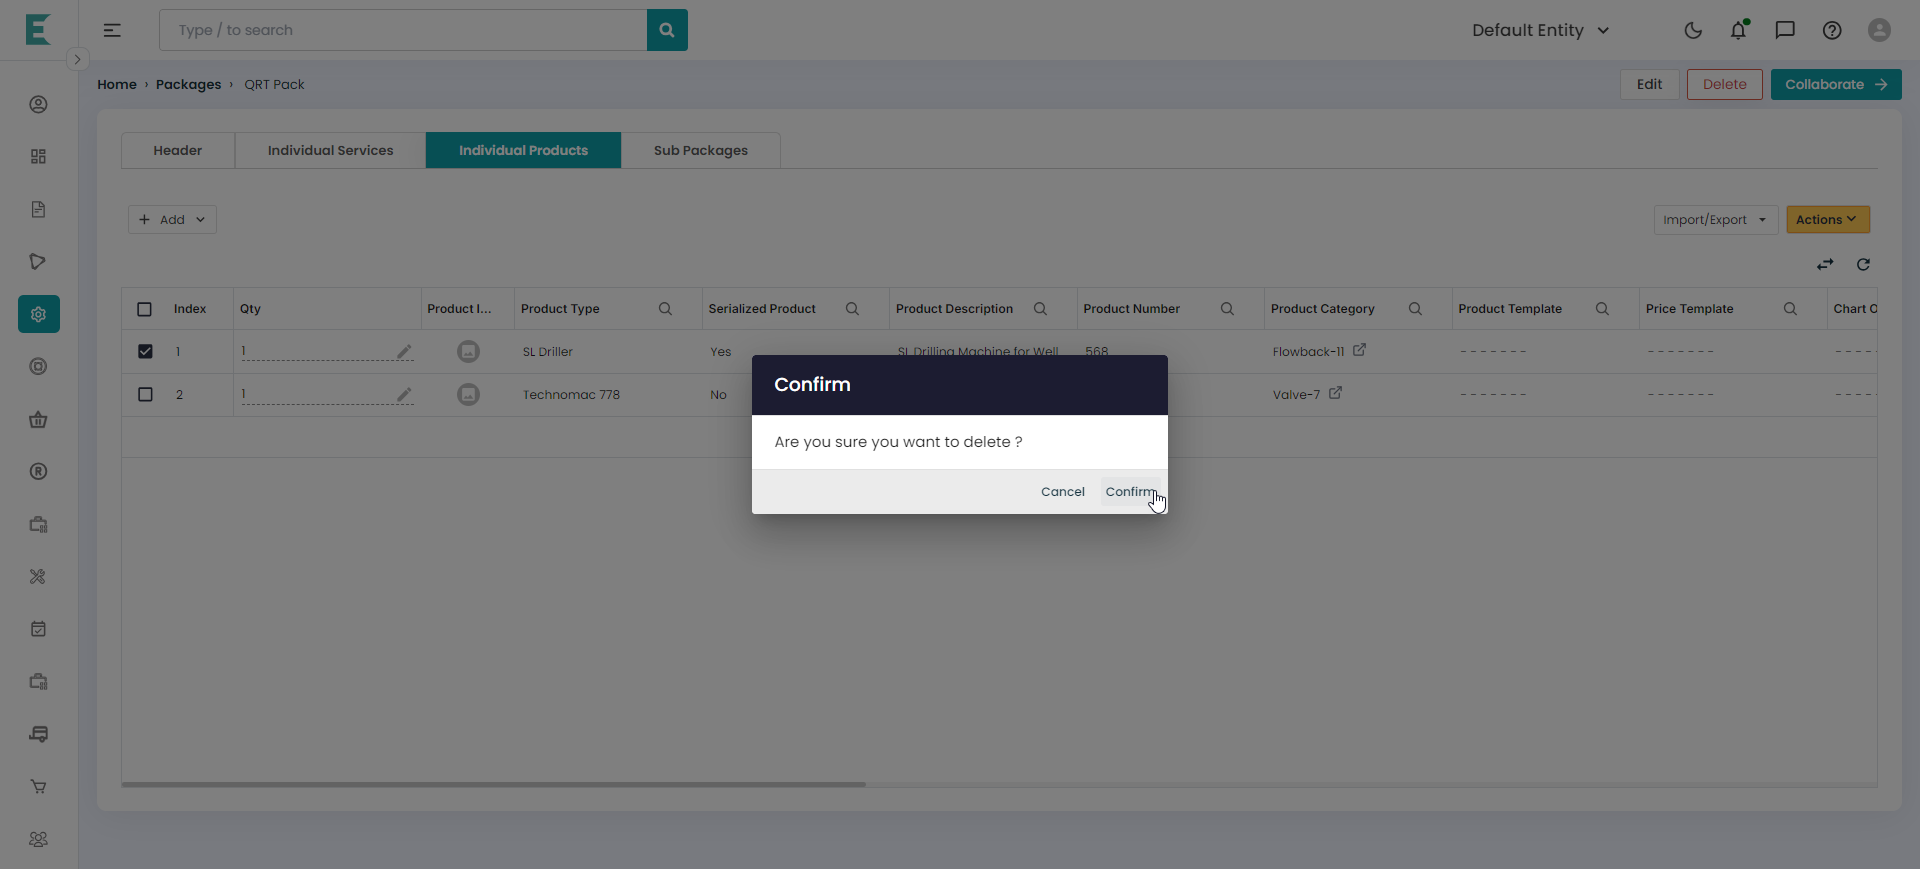 Type / to search
Default Entity
Home › Packages › QRT Pack
Edit
Delete
Collaborate
Header
Individual Services
Individual Products
Sub Packages
+ Add
Import/Export
Actions
Index
Qty
Product I...
Product Type
Serialized Product
Product Description
Product Number
Product Category
Product Template
Price Template
Chart O
1
1
SL Driller
Yes
SL Drilling Machine for Well
568
Flowback-11
-------
-------
----
2
1
Technomac 778
No
Valve-7
-------
-------
----
Confirm
Are you sure you want to delete ?
Cancel
Confirm